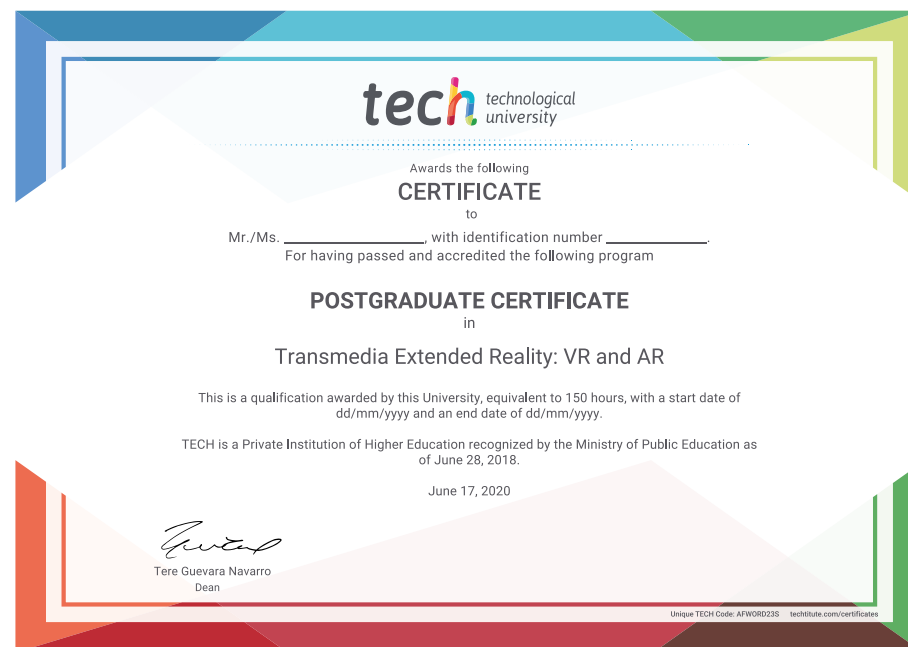 tech technological
university
Awards the following
CERTIFICATE
to
Mr./Ms. ____________________, with identification number ______________.
For having passed and accredited the following program
POSTGRADUATE CERTIFICATE
in
Transmedia Extended Reality: VR and AR
This is a qualification awarded by this University, equivalent to 150 hours, with a start date of
dd/mm/yyyy and an end date of dd/mm/yyyy.
TECH is a Private Institution of Higher Education recognized by the Ministry of Public Education as
of June 28, 2018.
June 17, 2020
Tere Guevara Navarro
Dean
Unique TECH Code: AFWORD23S techtitute.com/certificates